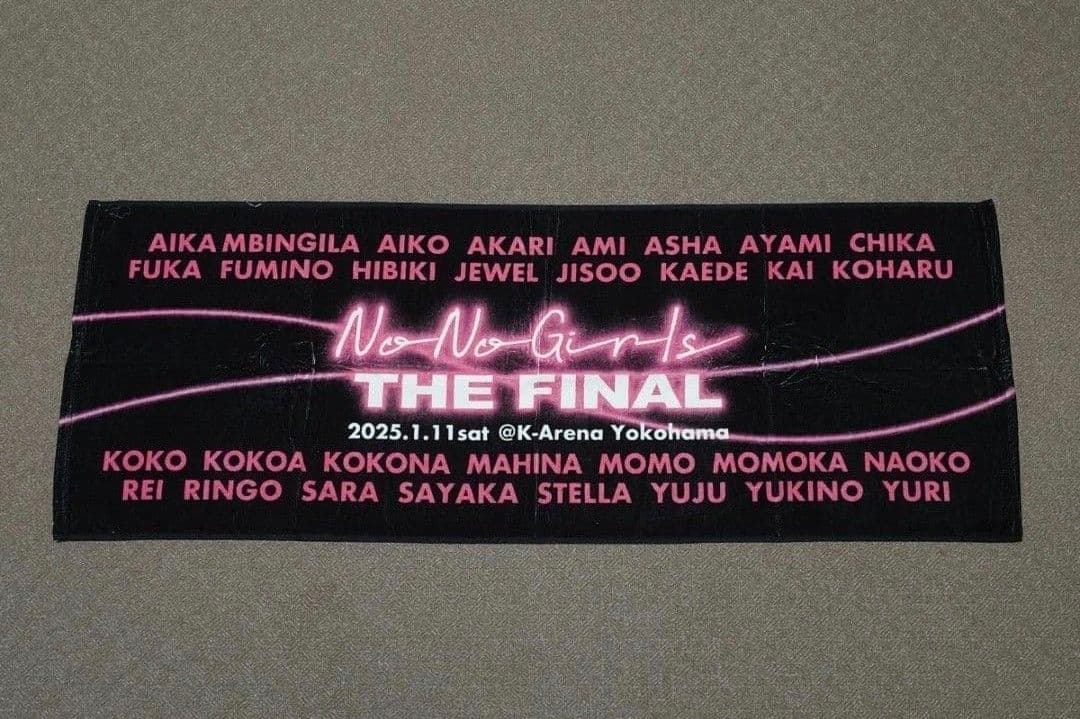 AIKA MBINGILA AIKO AKARI AMI ASHA AYAMI CHIKA
FUKA FUMINO HIBIKI JEWEL JISOO KAEDE KAI KOHARU
No No Girls
THE FINAL
2025.1.11sat @K-Arena Yokohama
KOKO KOKOA KOKONA MAHINA MOMO MOMOKA NAOKO
REI RINGO SARA SAYAKA STELLA YUJU YUKINO YURI